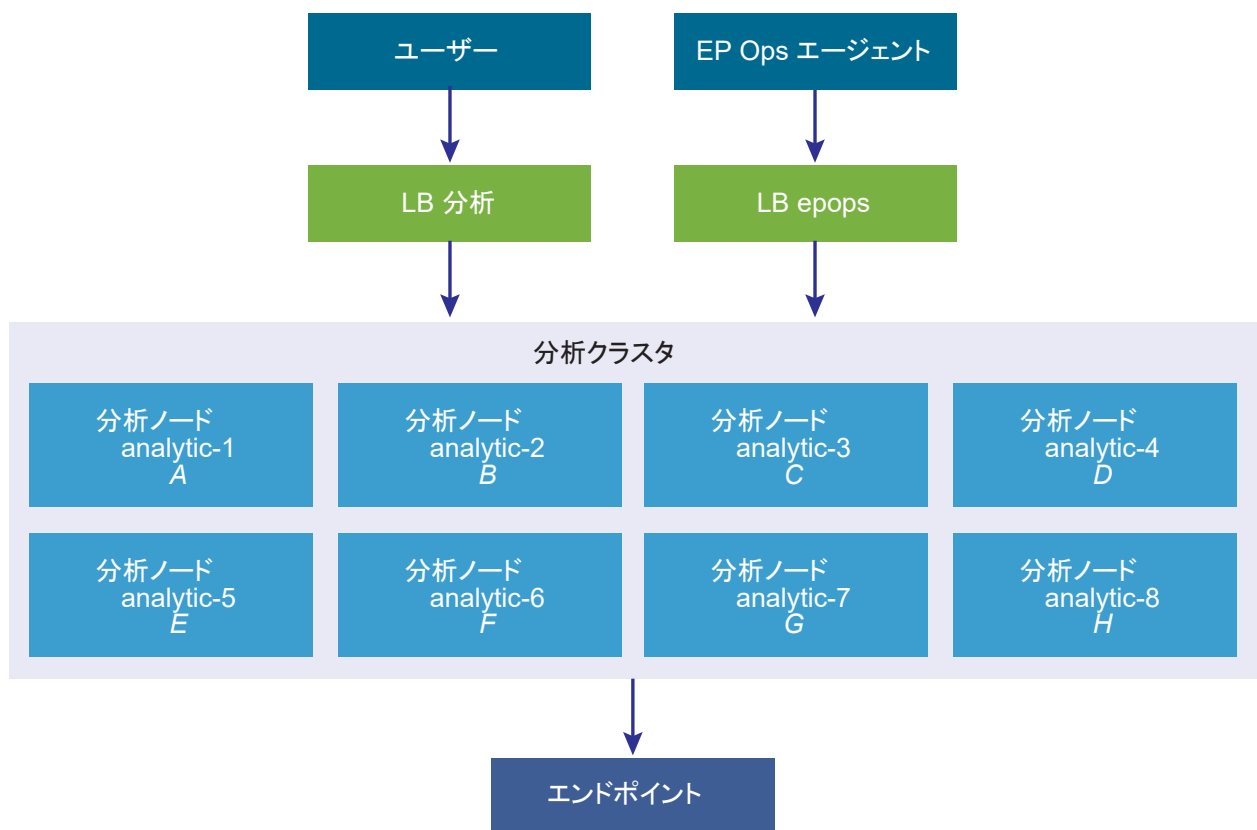 ユーザー
EP Ops エージェント
LB 分析
LB epops
分析クラスタ
分析ノード
analytic-1
A
分析ノード
analytic-2
B
分析ノード
analytic-3
C
分析ノード
analytic-4
D
分析ノード
analytic-5
E
分析ノード
analytic-6
F
分析ノード
analytic-7
G
分析ノード
analytic-8
H
エンドポイント